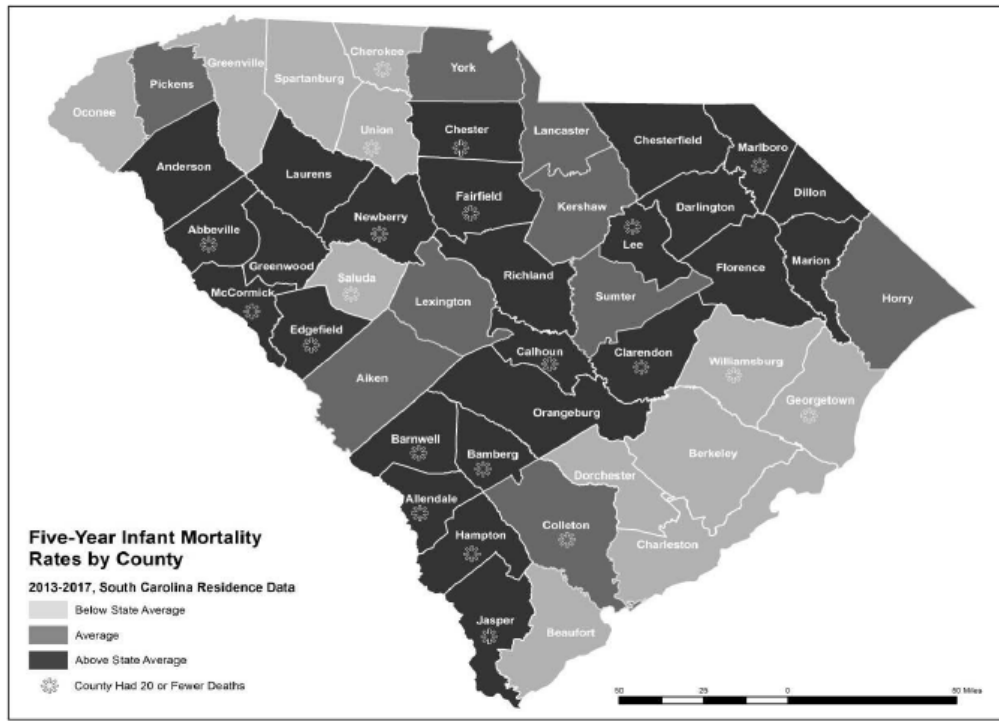 Cherokee
Greenville
York
Spartanburg
Pickens
Oconee
Union
Chester
Lancaster
Chesterfield
Marlboro
Anderson
Laurens
Dillon
Fairfield
Kershaw
Darlington
Newberry
Abbeville
Lee
Greenwood
Richland
Florence
Marion
Saluda
McCormick
Lexington
Sumter
Horry
Edgefield
Calhoun
Clarendon
Williamsburg
Aiken
Georgetown
Orangeburg
Barnwell
Bamberg
Berkeley
Dorchester
Allendale
Colleton
Hampton
Charleston
Jasper
Beaufort
Five-Year Infant Mortality
Rates by County
2013-2017, South Carolina Residence Data
Below State Average
Average
Above State Average
County Had 20 or Fewer Deaths
50 25 0 50 Miles